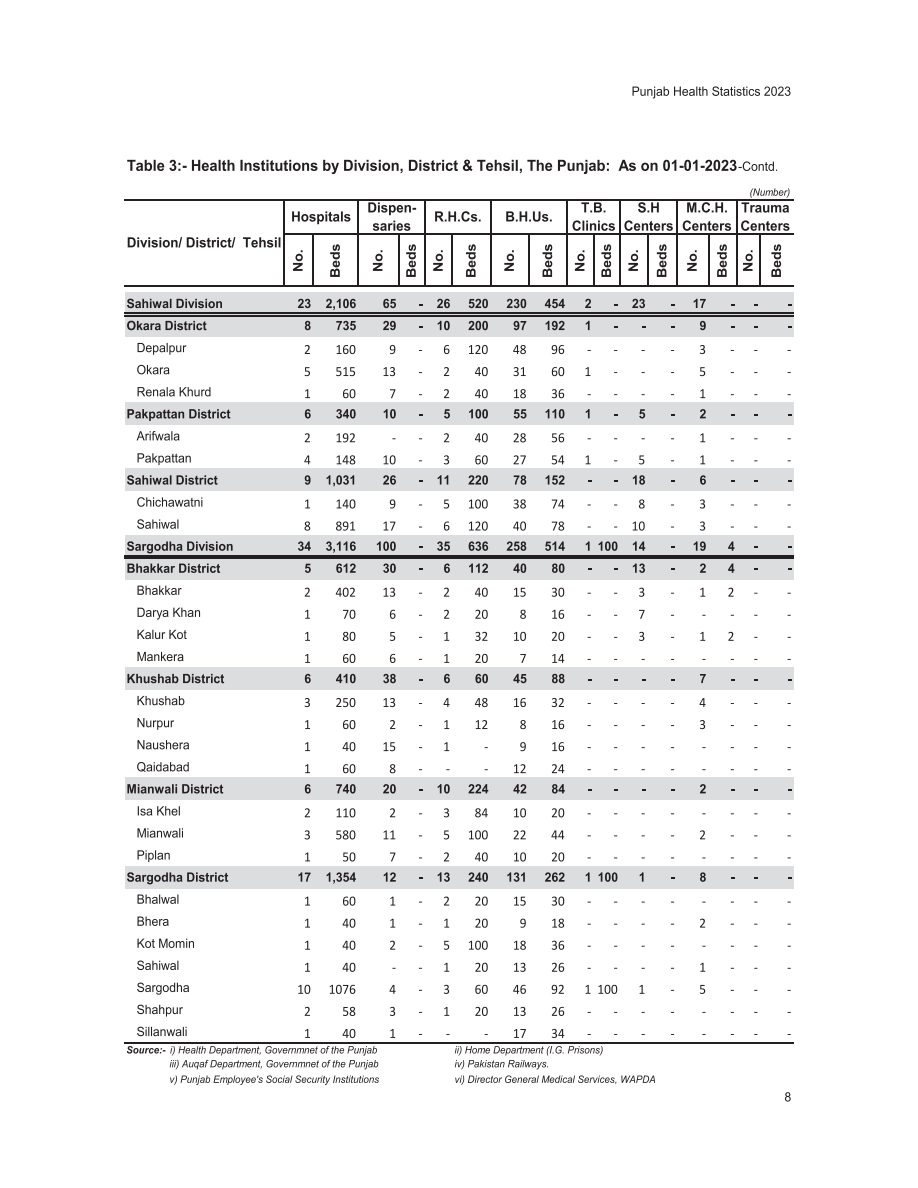 Punjab Health Statistics 2023
Table 3:- Health Institutions by Division, District & Tehsil, The Punjab: As on 01-01-2023-Contd.
(Number)
Division/ District/ Tehsil Hospitals Dispen-saries R.H.Cs. B.H.Us. T.B. Clinics S.H Centers M.C.H. Centers Trauma Centers
No. Beds No. Beds No. Beds No. Beds No. Beds No. Beds No. Beds No. Beds
Sahiwal Division 23 2,106 65 - 26 520 230 454 2 - 23 - 17 - - -
Okara District 8 735 29 - 10 200 97 192 1 - - - 9 - - -
Depalpur 2 160 9 - 6 120 48 96 - - - - 3 - - -
Okara 5 515 13 - 2 40 31 60 1 - - - 5 - - -
Renala Khurd 1 60 7 - 2 40 18 36 - - - - 1 - - -
Pakpattan District 6 340 10 - 5 100 55 110 1 - 5 - 2 - - -
Arifwala 2 192 - - 2 40 28 56 - - - - 1 - - -
Pakpattan 4 148 10 - 3 60 27 54 1 - 5 - 1 - - -
Sahiwal District 9 1,031 26 - 11 220 78 152 - - 18 - 6 - - -
Chichawatni 1 140 9 - 5 100 38 74 - - 8 - 3 - - -
Sahiwal 8 891 17 - 6 120 40 78 - - 10 - 3 - - -
Sargodha Division 34 3,116 100 - 35 636 258 514 1 100 14 - 19 4 - -
Bhakkar District 5 612 30 - 6 112 40 80 - - 13 - 2 4 - -
Bhakkar 2 402 13 - 2 40 15 30 - - 3 - 1 2 - -
Darya Khan 1 70 6 - 2 20 8 16 - - 7 - - - - -
Kalur Kot 1 80 5 - 1 32 10 20 - - 3 - 1 2 - -
Mankera 1 60 6 - 1 20 7 14 - - - - - - - -
Khushab District 6 410 38 - 6 60 45 88 - - - - 7 - - -
Khushab 3 250 13 - 4 48 16 32 - - - - 4 - - -
Nurpur 1 60 2 - 1 12 8 16 - - - - 3 - - -
Naushera 1 40 15 - 1 - 9 16 - - - - - - - -
Qaidabad 1 60 8 - - - 12 24 - - - - - - - -
Mianwali District 6 740 20 - 10 224 42 84 - - - - 2 - - -
Isa Khel 2 110 2 - 3 84 10 20 - - - - - - - -
Mianwali 3 580 11 - 5 100 22 44 - - - - 2 - - -
Piplan 1 50 7 - 2 40 10 20 - - - - - - - -
Sargodha District 17 1,354 12 - 13 240 131 262 1 100 1 - 8 - - -
Bhalwal 1 60 1 - 2 20 15 30 - - - - - - - -
Bhera 1 40 1 - 1 20 9 18 - - - - 2 - - -
Kot Momin 1 40 2 - 5 100 18 36 - - - - - - - -
Sahiwal 1 40 - - 1 20 13 26 - - - - 1 - - -
Sargodha 10 1076 4 - 3 60 46 92 1 100 1 - 5 - - -
Shahpur 2 58 3 - 1 20 13 26 - - - - - - - -
Sillanwali 1 40 1 - - - 17 34 - - - - - - - -
Source:- i) Health Department, Governmnet of the Punjab ii) Home Department (I.G. Prisons)
iii) Auqaf Department, Governmnet of the Punjab iv) Pakistan Railways.
v) Punjab Employee's Social Security Institutions vi) Director General Medical Services, WAPDA
8